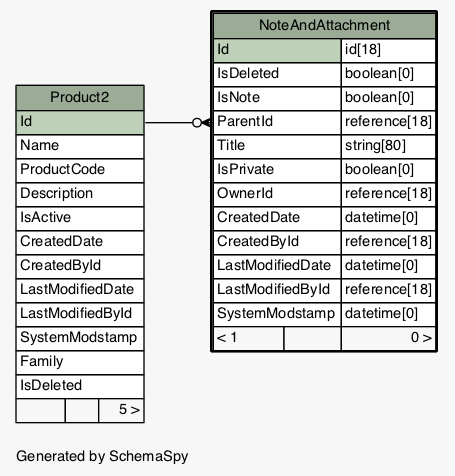 NoteAndAttachment
Id id[18]
IsDeleted boolean[0]
IsNote boolean[0]
ParentId reference[18]
Title string[80]
IsPrivate boolean[0]
OwnerId reference[18]
CreatedDate datetime[0]
CreatedById reference[18]
LastModifiedDate datetime[0]
LastModifiedById reference[18]
SystemModstamp datetime[0]
< 1 0 >
Product2
Id
Name
ProductCode
Description
IsActive
CreatedDate
CreatedById
LastModifiedDate
LastModifiedById
SystemModstamp
Family
IsDeleted
5 >
Generated by SchemaSpy